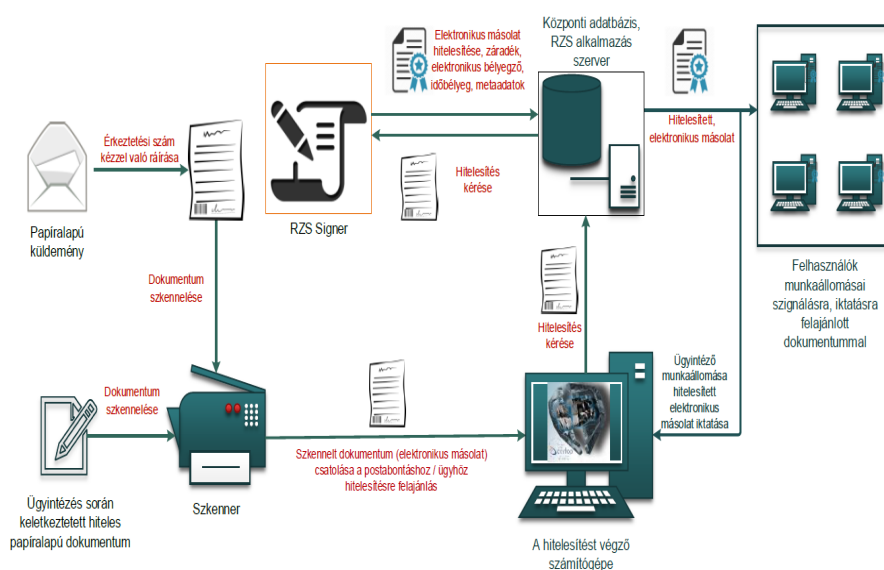 Elektronikus másolat
hitelesítése, záradék,
elektronikus bélyegző,
időbélyeg, metaadatok
Központi adatbázis,
RZS alkalmazás
szerver
Hitelesített,
elektronikus másolat
Érkeztetési szám
kézzel való ráírása
Hitelesítés
kérése
Papíralapú
küldemény
RZS Signer
Felhasználók
munkaállomásai
szignálásra, iktatásra
felajánlott
dokumentummal
Dokumentum
szkennelése
Hitelesítés
kérése
Ügyintéző
munkaállomása
hitelesített
elektronikus
másolat iktatása
Dokumentum
szkennelése
Szkennelt dokumentum (elektronikus másolat)
csatolása a postabontáshoz / ügyhöz
hitelesítésre felajánlás
Ügyintézés során
keletkeztetett hiteles
papíralapú dokumentum
Szkenner
A hitelesítést végző
számítógépe